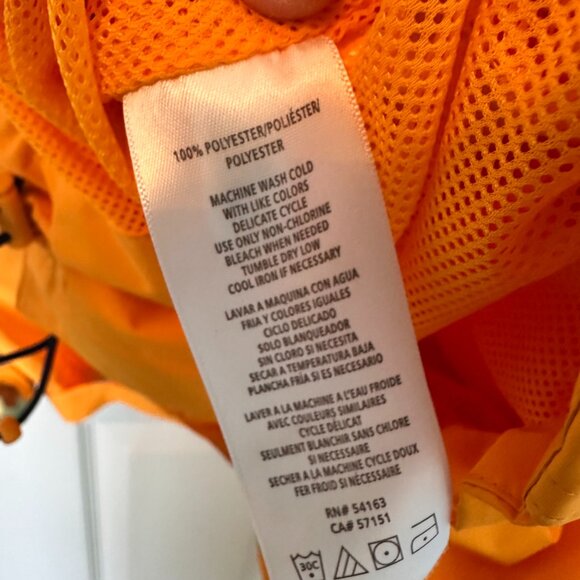 100% POLYESTER/POLIÉSTER/
POLYESTER
MACHINE WASH COLD
WITH LIKE COLORS
DELICATE CYCLE
USE ONLY NON-CHLORINE
BLEACH WHEN NEEDED
TUMBLE DRY LOW
COOL IRON IF NECESSARY
LAVAR A MAQUINA CON AGUA
FRIA Y COLORES IGUALES
CICLO DELICADO
SOLO BLANQUEADOR
SIN CLORO SI NECESITA
SECAR A TEMPERATURA BAJA
PLANCHA FRÍA SI ES NECESARIO
LAVER A LA MACHINE A L'EAU FROIDE
AVEC COULEURS SIMILAIRES
CYCLE DÉLICAT
SEULMENT BLANCHIR SANS CHLORE
SI NECESSAIRE
SECHER A LA MACHINE CYCLE DOUX
FER FROID SI NECESSAIRE
RN# 54163
CA# 57151
30C